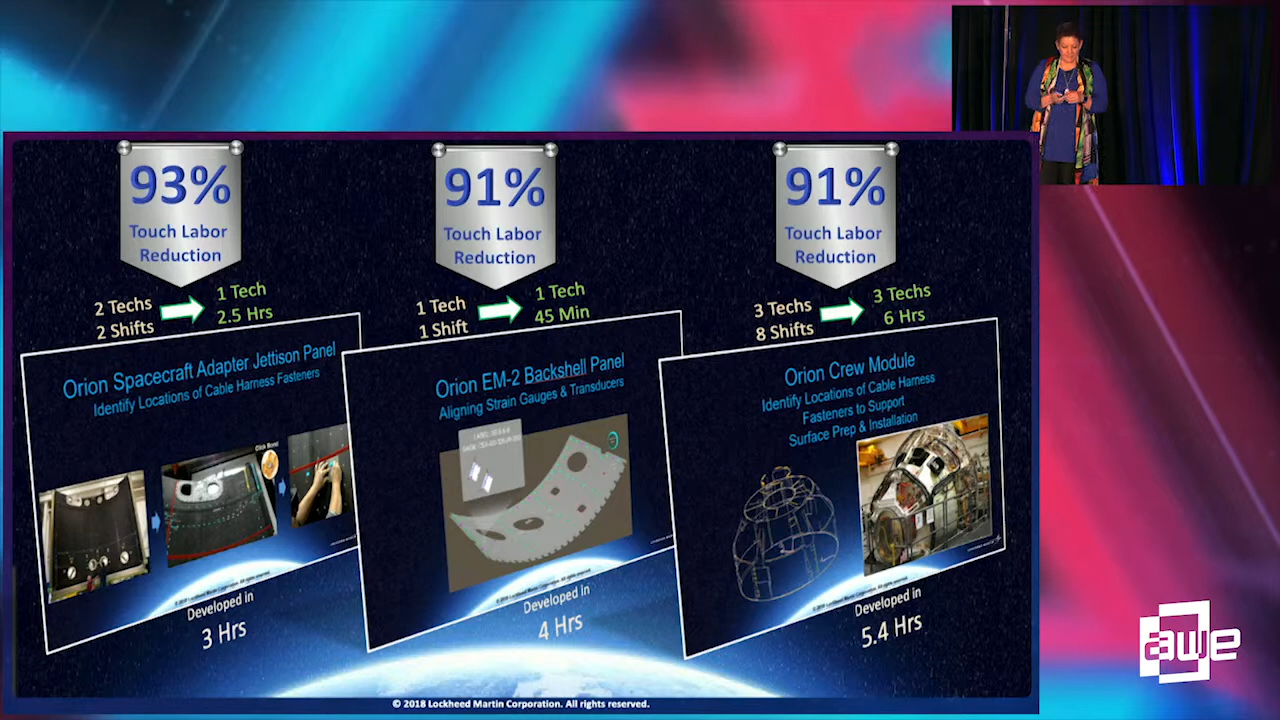 93%
Touch Labor
Reduction
2 Techs
2 Shifts
1 Tech
2.5 Hrs
Orion Spacecraft Adapter Jettison Panel
Identify Locations of Cable Harness Fasteners
Click Bond
Developed in
3 Hrs
91%
Touch Labor
Reduction
1 Tech
1 Shift
1 Tech
45 Min
Orion EM-2 Backshell Panel
Aligning Strain Gauges & Transducers
Developed in
4 Hrs
91%
Touch Labor
Reduction
3 Techs
8 Shifts
3 Techs
6 Hrs
Orion Crew Module
Identify Locations of Cable Harness
Fasteners to Support
Surface Prep & Installation
Developed in
5.4 Hrs
© 2018 Lockheed Martin Corporation. All rights reserved.
awe